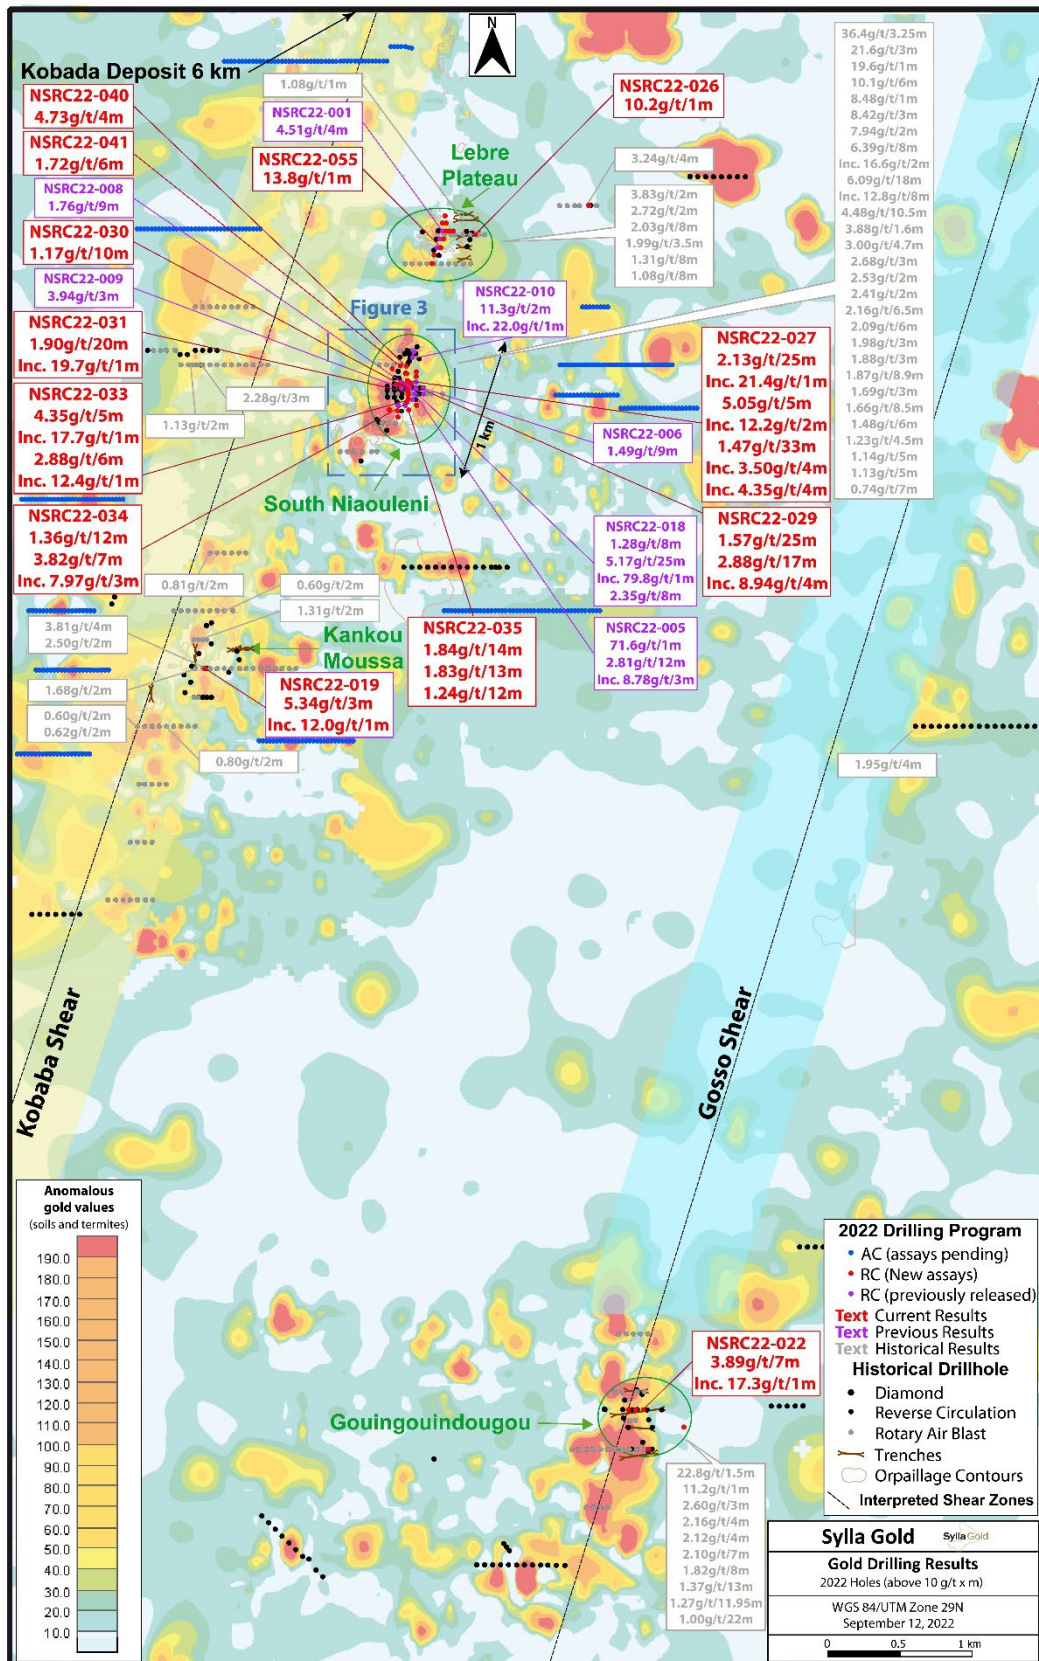 N
Kobada Deposit 6 km
NSRC22-040
4.73g/t/4m
NSRC22-041
1.72g/t/6m
NSRC22-008
1.76g/t/9m
NSRC22-030
1.17g/t/10m
NSRC22-009
3.94g/t/3m
NSRC22-031
1.90g/t/20m
Inc. 19.7g/t/1m
NSRC22-033
4.35g/t/5m
Inc. 17.7g/t/1m
2.88g/t/6m
Inc. 12.4g/t/1m
NSRC22-034
1.36g/t/12m
3.82g/t/7m
Inc. 7.97g/t/3m
1.08g/t/1m
NSRC22-001
4.51g/t/4m
NSRC22-055
13.8g/t/1m
Lebre
Plateau
NSRC22-026
10.2g/t/1m
3.24g/t/4m
3.83g/t/2m
2.72g/t/2m
2.03g/t/8m
1.99g/t/3.5m
1.31g/t/8m
1.08g/t/8m
36.4g/t/3.25m
21.6g/t/3m
19.6g/t/1m
10.1g/t/6m
8.48g/t/1m
8.42g/t/3m
7.94g/t/2m
6.39g/t/8m
Inc. 16.6g/t/2m
6.09g/t/18m
Inc. 12.8g/t/8m
4.48g/t/10.5m
3.88g/t/1.6m
3.00g/t/4.7m
2.68g/t/3m
2.53g/t/2m
2.41g/t/2m
2.16g/t/6.5m
2.09g/t/6m
1.98g/t/3m
1.88g/t/3m
1.87g/t/8.9m
1.69g/t/3m
1.66g/t/8.5m
1.48g/t/6m
1.23g/t/4.5m
1.14g/t/5m
1.13g/t/5m
0.74g/t/7m
Figure 3
NSRC22-010
11.3g/t/2m
Inc. 22.0g/t/1m
1 km
2.28g/t/3m
1.13g/t/2m
South Niaouleni
NSRC22-027
2.13g/t/25m
Inc. 21.4g/t/1m
5.05g/t/5m
Inc. 12.2g/t/2m
1.47g/t/33m
Inc. 3.50g/t/4m
Inc. 4.35g/t/4m
NSRC22-006
1.49g/t/9m
NSRC22-018
1.28g/t/8m
5.17g/t/25m
Inc. 79.8g/t/1m
2.35g/t/8m
NSRC22-029
1.57g/t/25m
2.88g/t/17m
Inc. 8.94g/t/4m
NSRC22-005
71.6g/t/1m
2.81g/t/12m
Inc. 8.78g/t/3m
NSRC22-035
1.84g/t/14m
1.83g/t/13m
1.24g/t/12m
0.81g/t/2m
0.60g/t/2m
1.31g/t/2m
3.81g/t/4m
2.50g/t/2m
Kankou
Moussa
NSRC22-019
5.34g/t/3m
Inc. 12.0g/t/1m
1.68g/t/2m
0.60g/t/2m
0.62g/t/2m
0.80g/t/2m
1.95g/t/4m
Kobaba Shear
Gosso Shear
Anomalous
gold values
(soils and termites)
190.0
180.0
170.0
160.0
150.0
140.0
130.0
120.0
110.0
100.0
90.0
80.0
70.0
60.0
50.0
40.0
30.0
20.0
10.0
Gouingouindougou
NSRC22-022
3.89g/t/7m
Inc. 17.3g/t/1m
22.8g/t/1.5m
11.2g/t/1m
2.60g/t/3m
2.16g/t/4m
2.12g/t/4m
2.10g/t/7m
1.82g/t/8m
1.37g/t/13m
1.27g/t/11.95m
1.00g/t/22m
2022 Drilling Program
AC (assays pending)
RC (New assays)
RC (previously released)
Text Current Results
Text Previous Results
Text Historical Results
Historical Drillhole
Diamond
Reverse Circulation
Rotary Air Blast
Trenches
Orpaillage Contours
Interpreted Shear Zones
Sylla Gold SyllaGold
Gold Drilling Results
2022 Holes (above 10 g/t x m)
WGS 84/UTM Zone 29N
September 12, 2022
0 0.5 1 km